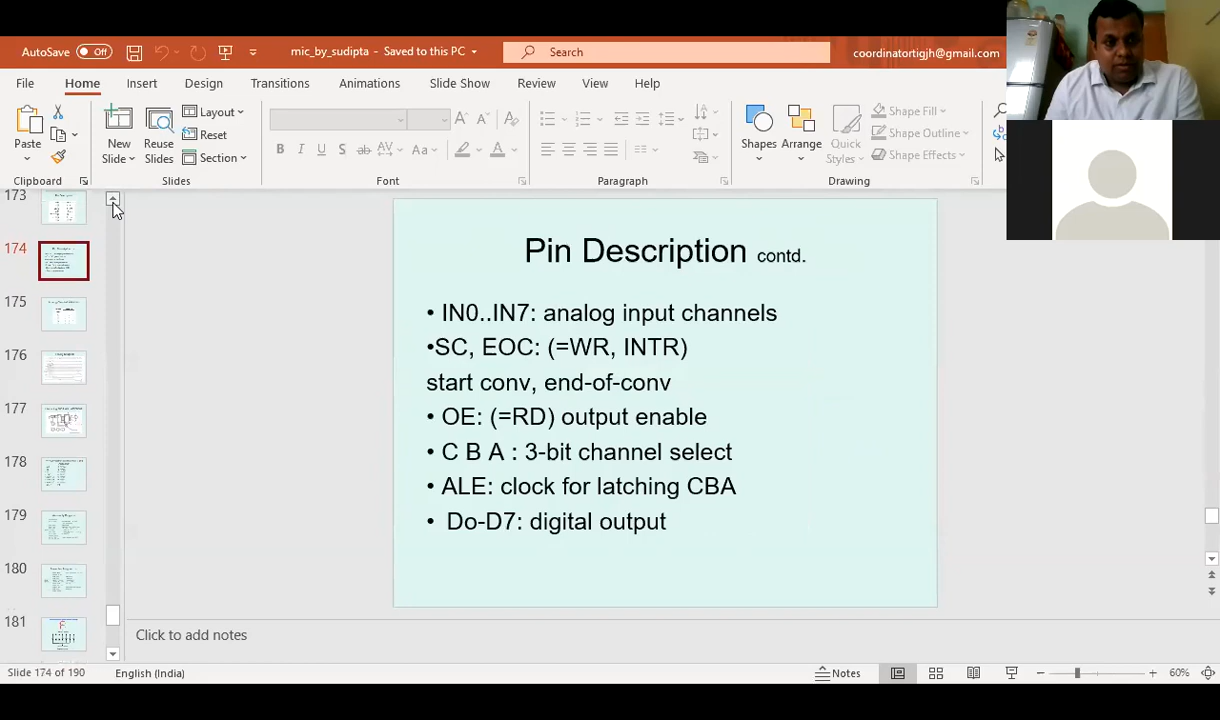 AutoSave Off
mic_by_sudipta - Saved to this PC
Search
coordinatortigjh@gmail.com
File Home Insert Design Transitions Animations Slide Show Review View Help
Paste
New Slide
Reuse Slides
Layout
Reset
Section
Shapes
Arrange
Quick Styles
Shape Fill
Shape Outline
Shape Effects
Clipboard Slides Font Paragraph Drawing
173
174
175
176
177
178
179
180
181
Pin Description contd.
• IN0..IN7: analog input channels
•SC, EOC: (=WR, INTR)
start conv, end-of-conv
• OE: (=RD) output enable
• C B A : 3-bit channel select
• ALE: clock for latching CBA
• Do-D7: digital output
Click to add notes
Slide 174 of 190 English (India) Notes 60%